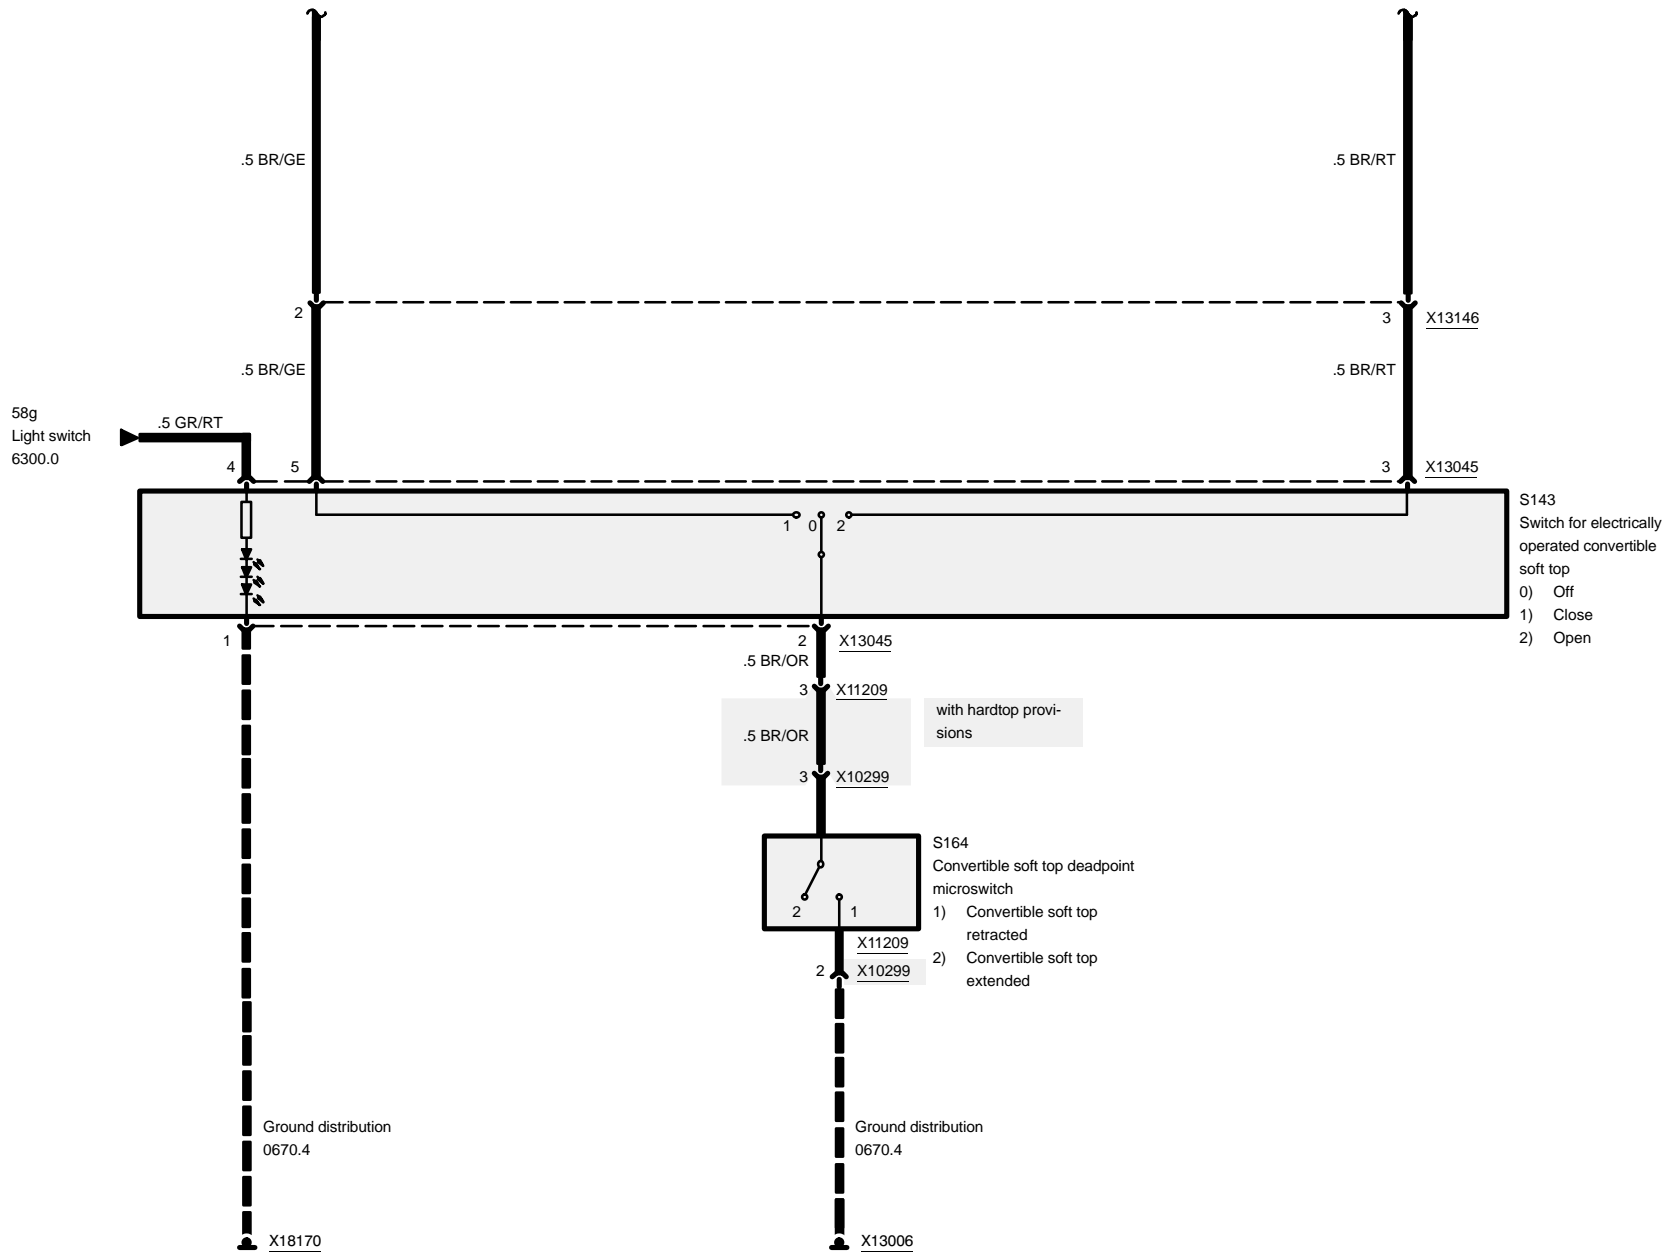 .5 BR/GE
.5 BR/RT
2
3
X13146
.5 BR/GE
.5 BR/RT
58g
Light switch
6300.0
.5 GR/RT
4
5
3
X13045
1
0
2
S143
Switch for electrically
operated convertible
soft top
0) Off
1) Close
2) Open
1
2
X13045
.5 BR/OR
3
X11209
with hardtop provi-
sions
.5 BR/OR
3
X10299
S164
Convertible soft top deadpoint
microswitch
1) Convertible soft top
retracted
2) Convertible soft top
extended
2
1
X11209
2
X10299
Ground distribution
0670.4
Ground distribution
0670.4
X18170
X13006